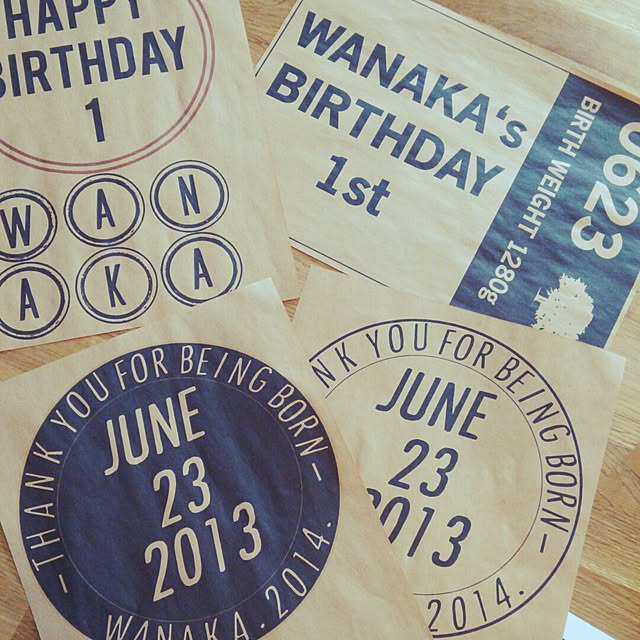 HAPPY
BIRTHDAY
1
W A N
A K A
WANAKA's
BIRTHDAY
1st
0623
BIRTH WEIGHT 1280g
-THANK YOU FOR BEING BORN-
JUNE
23
2013
WANAKA. 2014.
YOU FOR BEING BORN-
JUNE
23
2013
2014.